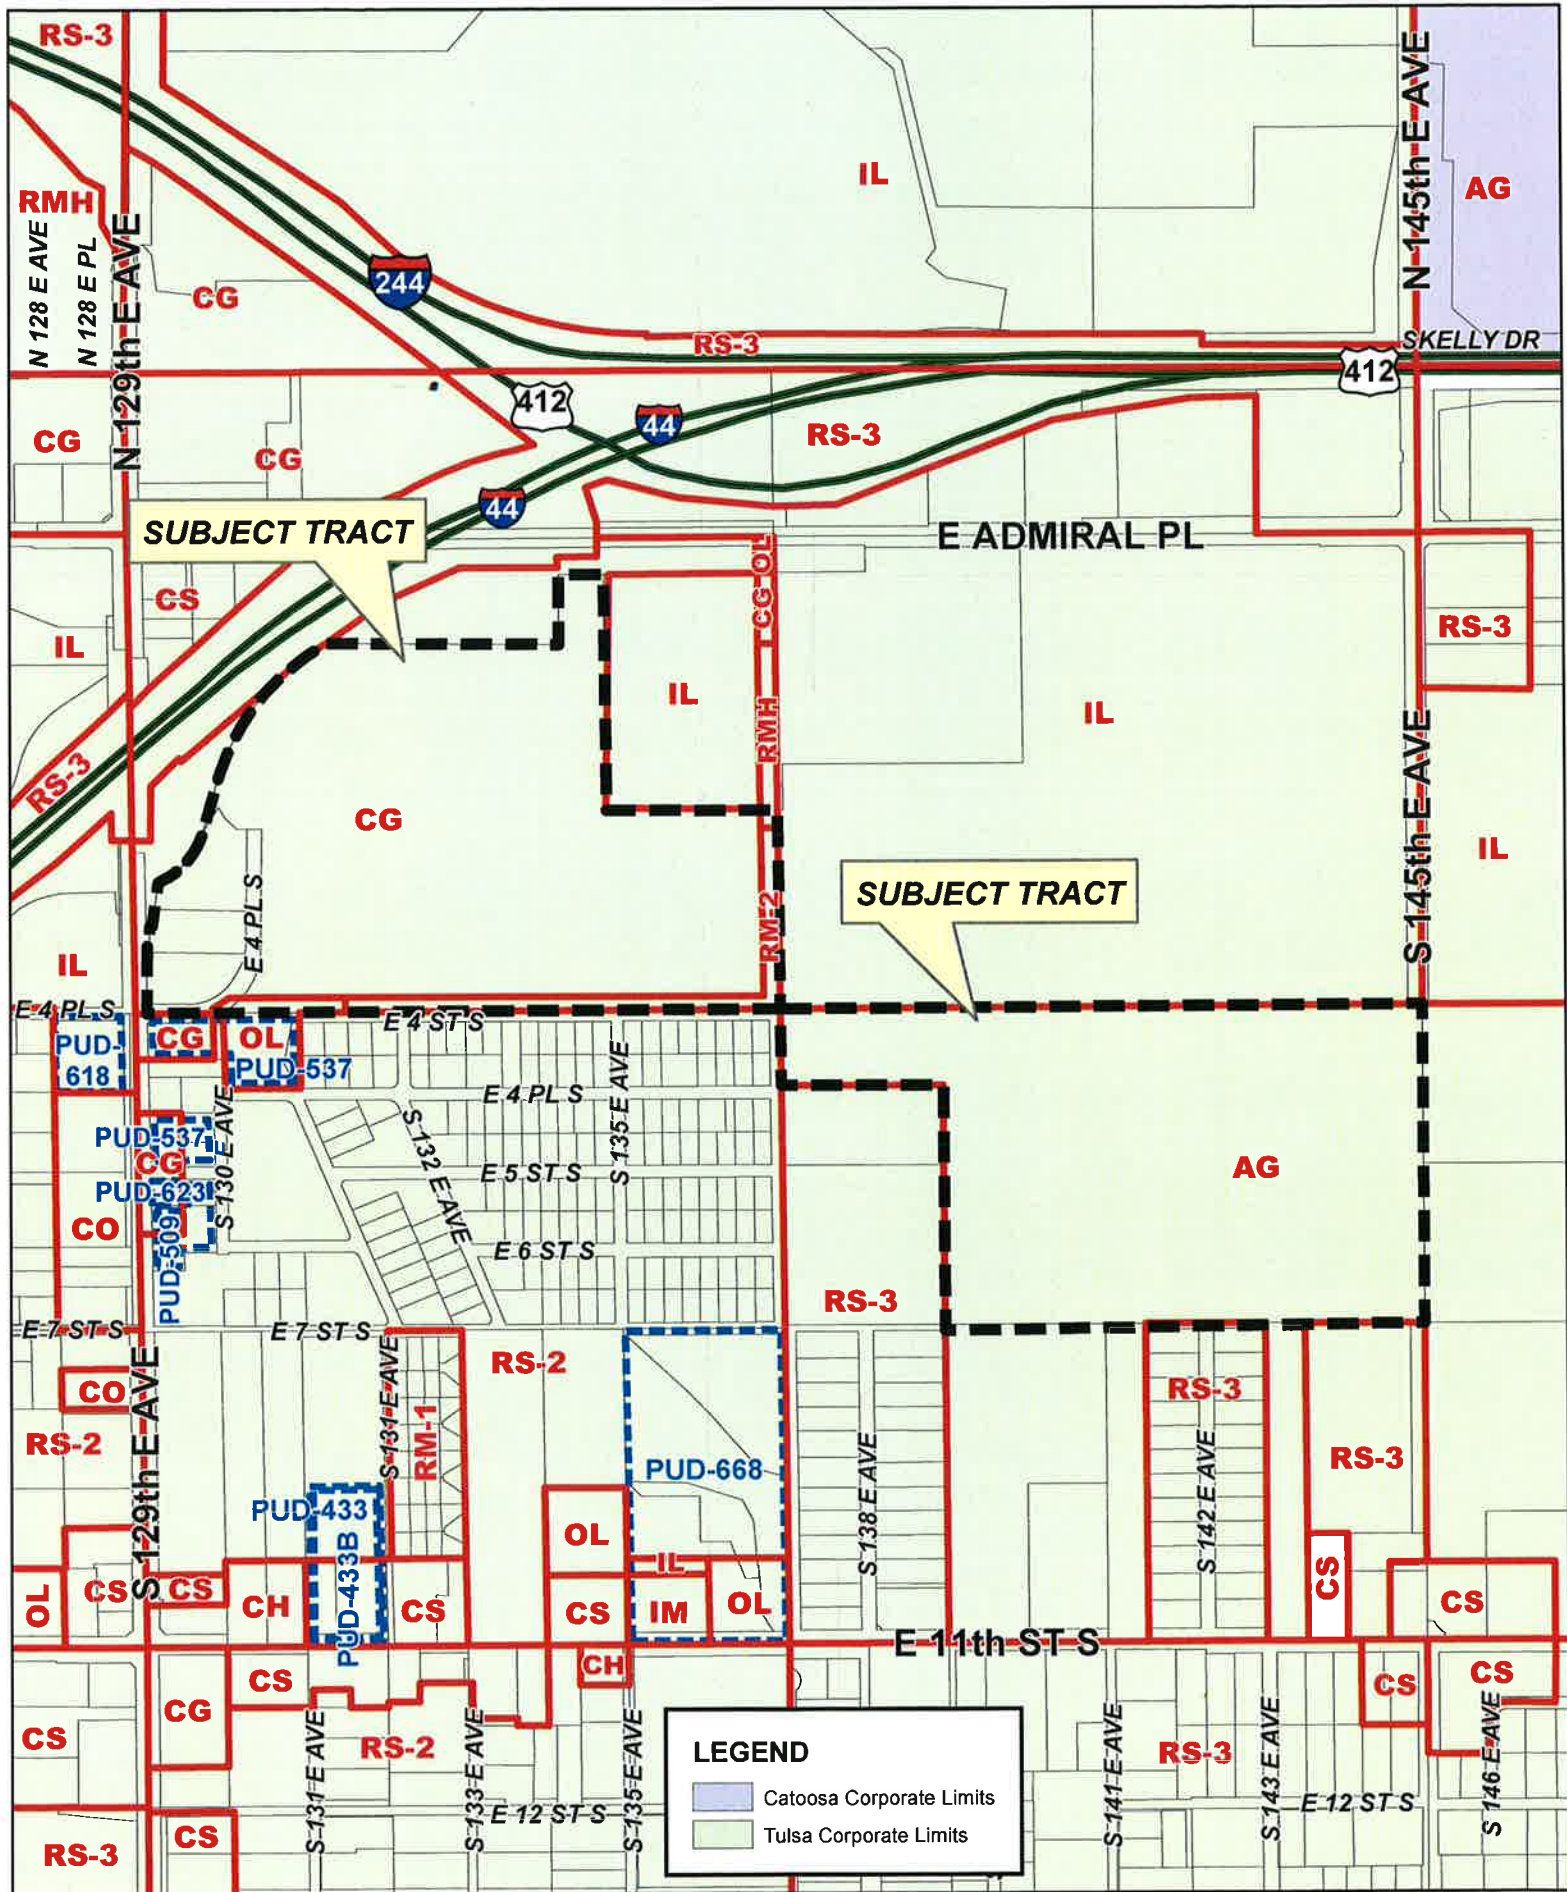 RS-3
N 145th E AVE
IL
AG
RMH
N 128 E AVE
N 128 E PL
N 129th E AVE
244
CG
RS-3
SKELLY DR
412
412
44
RS-3
CG
CG
44
SUBJECT TRACT
E ADMIRAL PL
OL
CG
CS
IL
RS-3
IL
RMH
IL
RS-3
CG
S 145th E AVE
IL
SUBJECT TRACT
E 4 PL S
RM-2
IL
E 4 PL S
PUD-
618
CG
OL
PUD-537
E 4 ST S
E 4 PL S
S 135 E AVE
S 130 E AVE
S 132 E AVE
PUD-537
CG
PUD-623
E 5 ST S
AG
CO
PUD-509
E 6 ST S
RS-3
E 7 ST S
E 7 ST S
S 131 E AVE
RS-2
CO
RS-3
RS-2
S 129th E AVE
RM-1
PUD-668
S 138 E AVE
S 142 E AVE
RS-3
PUD-433
PUD-433B
OL
IL
OL
CS
CS
CH
CS
CS
IM
OL
CS
CS
E 11th ST S
CS
CH
CS
CS
CG
CS
RS-2
S 131 E AVE
S 133 E AVE
S 135 E AVE
RS-3
S 141 E AVE
S 143 E AVE
S 146 E AVE
E 12 ST S
E 12 ST S
CS
RS-3
LEGEND
Catoosa Corporate Limits
Tulsa Corporate Limits